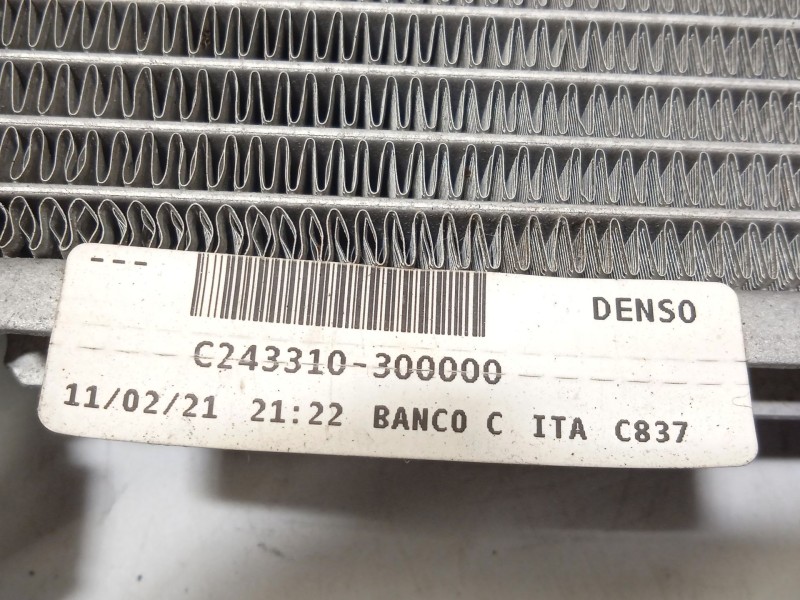 ---
DENSO
C243310-300000
11/02/21 21:22 BANCO C ITA C837